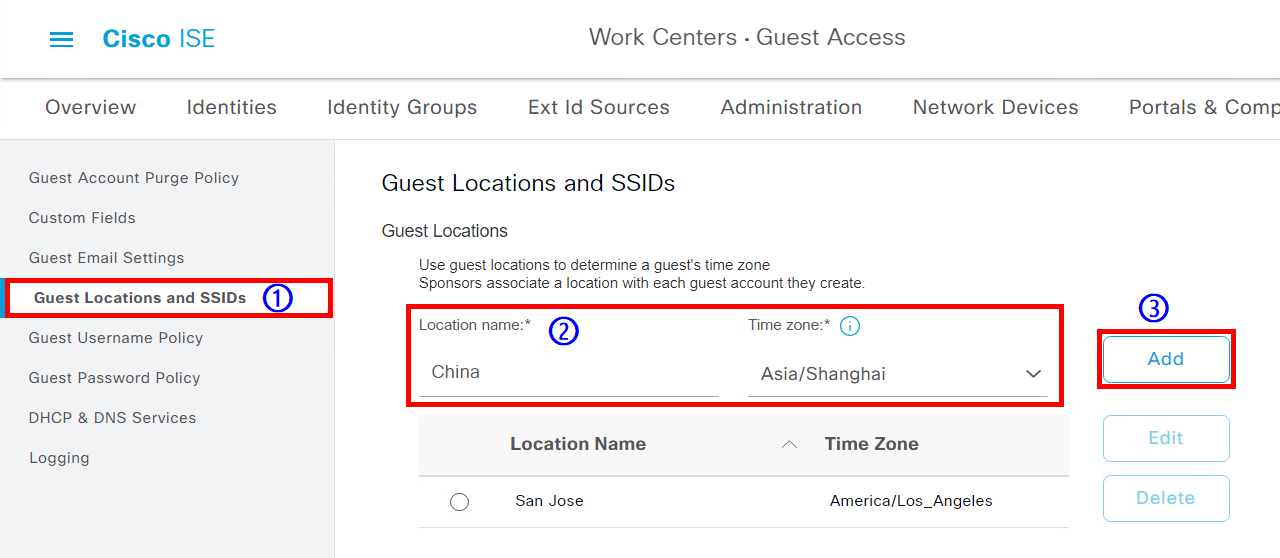 Cisco ISE
Work Centers · Guest Access
Overview Identities Identity Groups Ext Id Sources Administration Network Devices Portals & Comp
Guest Account Purge Policy
Custom Fields
Guest Email Settings
Guest Locations and SSIDs ①
Guest Username Policy
Guest Password Policy
DHCP & DNS Services
Logging
Guest Locations and SSIDs
Guest Locations
Use guest locations to determine a guest's time zone
Sponsors associate a location with each guest account they create.
Location name:* ② Time zone:*
China Asia/Shanghai
③
Add
Edit
Delete
Location Name Time Zone
San Jose America/Los_Angeles